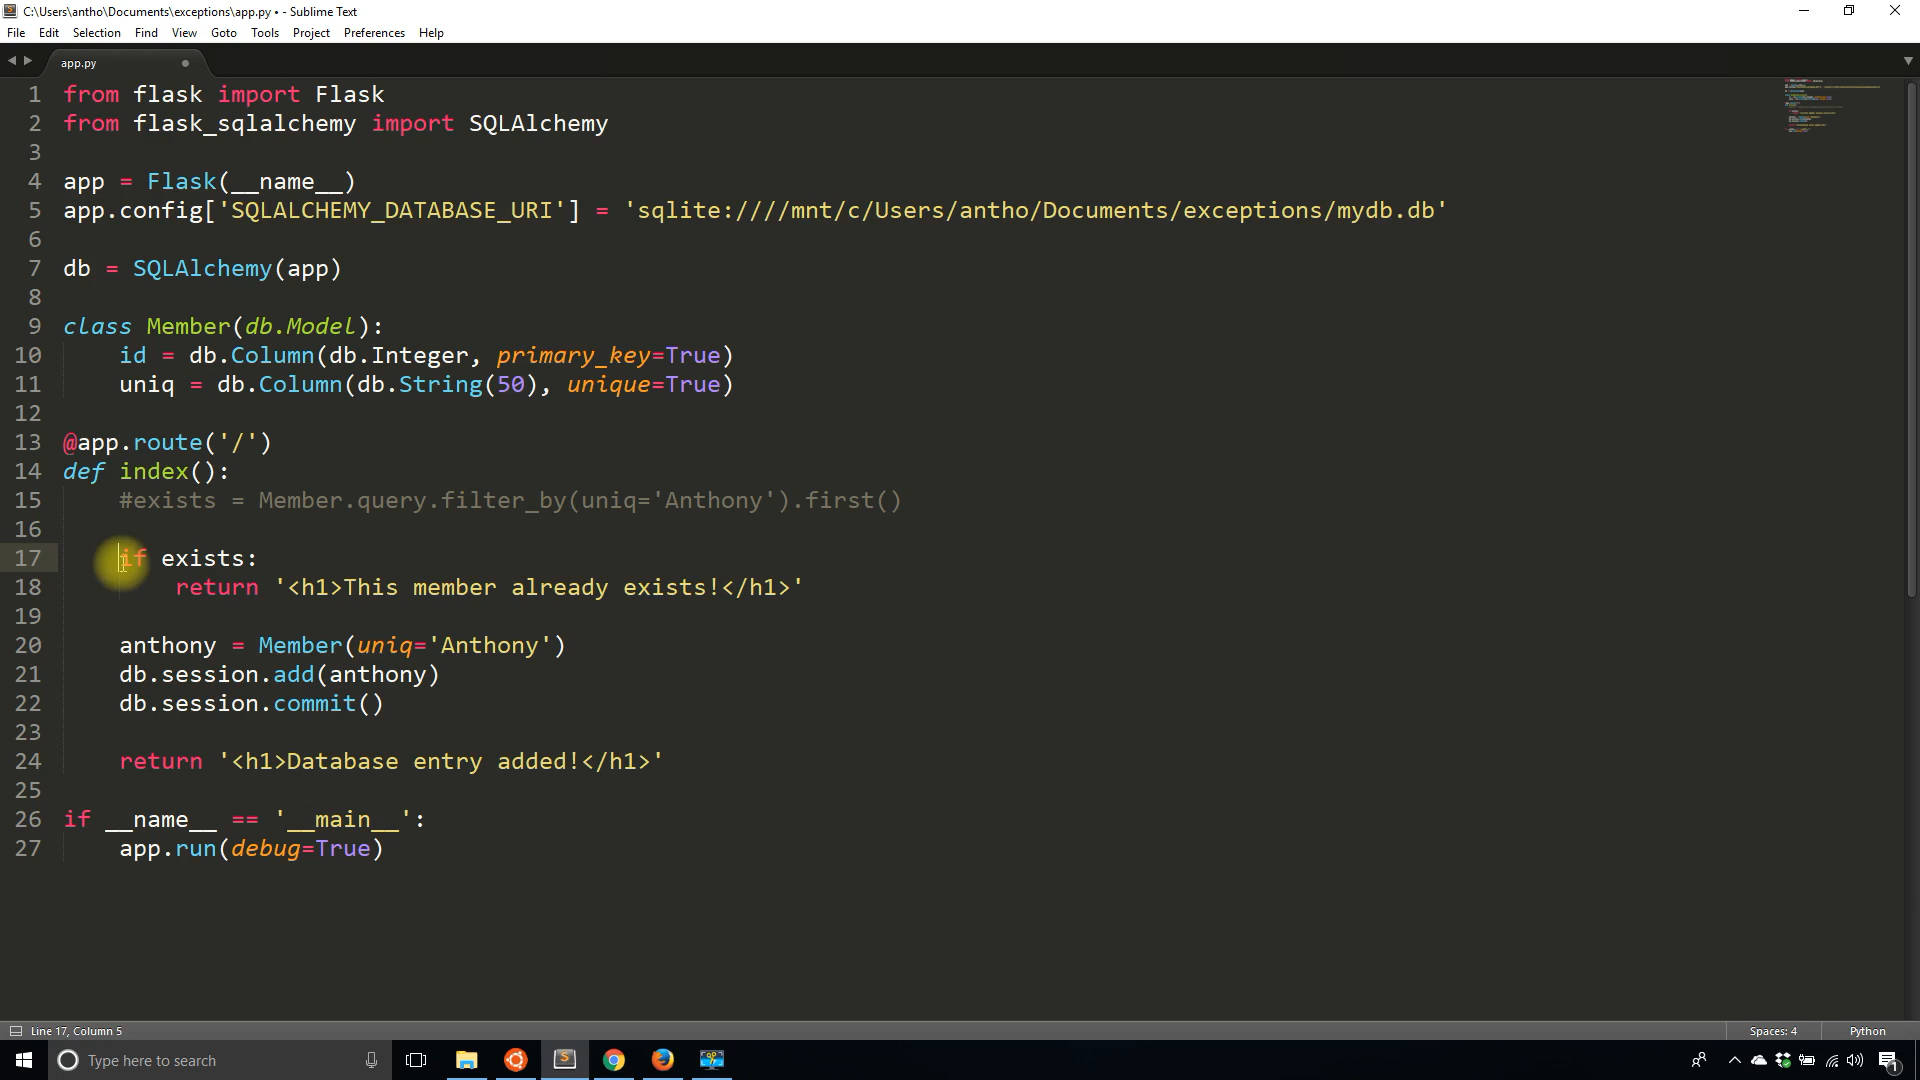 C:\Users\antho\Documents\exceptions\app.py • - Sublime Text
File Edit Selection Find View Goto Tools Project Preferences Help
app.py
1 from flask import Flask
2 from flask_sqlalchemy import SQLAlchemy
3
4 app = Flask(__name__)
5 app.config['SQLALCHEMY_DATABASE_URI'] = 'sqlite:////mnt/c/Users/antho/Documents/exceptions/mydb.db'
6
7 db = SQLAlchemy(app)
8
9 class Member(db.Model):
10     id = db.Column(db.Integer, primary_key=True)
11     uniq = db.Column(db.String(50), unique=True)
12
13 @app.route('/')
14 def index():
15     #exists = Member.query.filter_by(uniq='Anthony').first()
16
17     if exists:
18         return '<h1>This member already exists!</h1>'
19
20     anthony = Member(uniq='Anthony')
21     db.session.add(anthony)
22     db.session.commit()
23
24     return '<h1>Database entry added!</h1>'
25
26 if __name__ == '__main__':
27     app.run(debug=True)
Line 17, Column 5
Spaces: 4
Python
Type here to search
1